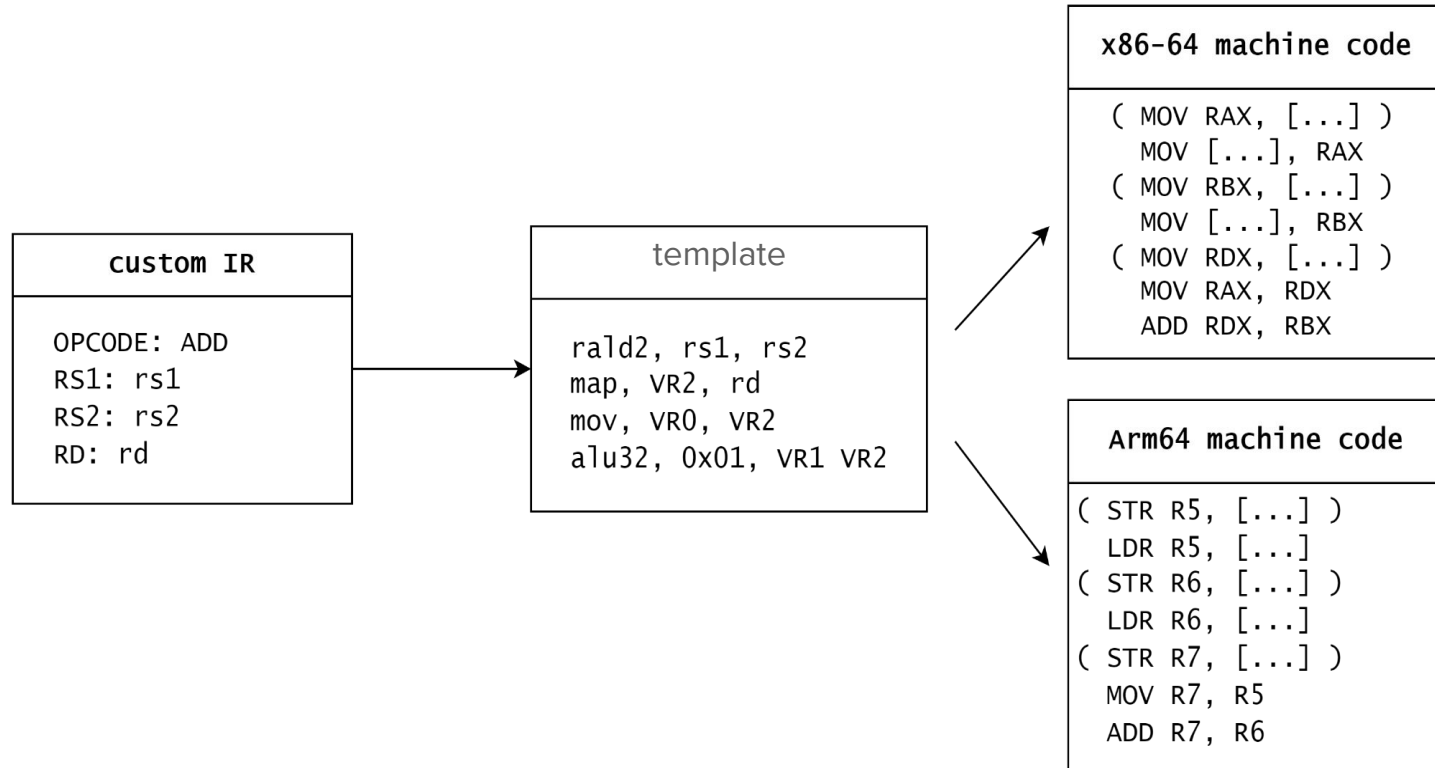 custom IR
OPCODE: ADD
RS1: rs1
RS2: rs2
RD: rd
template
rald2, rs1, rs2
map, VR2, rd
mov, VR0, VR2
alu32, 0x01, VR1 VR2
x86-64 machine code
( MOV RAX, [...] )
MOV [...], RAX
( MOV RBX, [...] )
MOV [...], RBX
( MOV RDX, [...] )
MOV RAX, RDX
ADD RDX, RBX
Arm64 machine code
( STR R5, [...] )
LDR R5, [...]
( STR R6, [...] )
LDR R6, [...]
( STR R7, [...] )
MOV R7, R5
ADD R7, R6